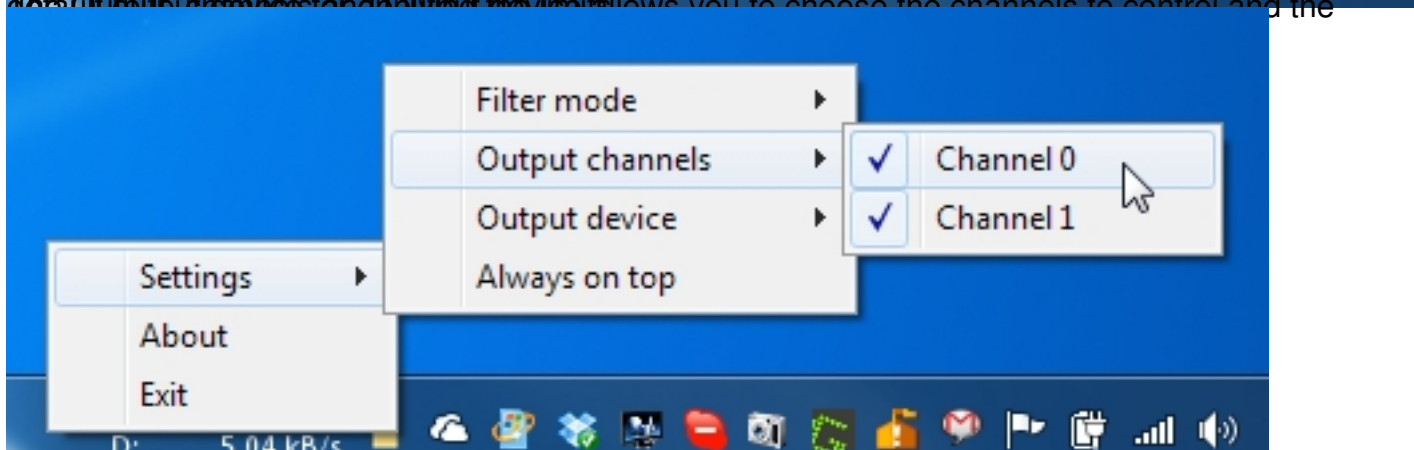 allows you to choose the channels to control and the
Filter mode
Output channels
Channel 0
Output device
Channel 1
Settings
Always on top
About
Exit
D: 5.04 kB/s